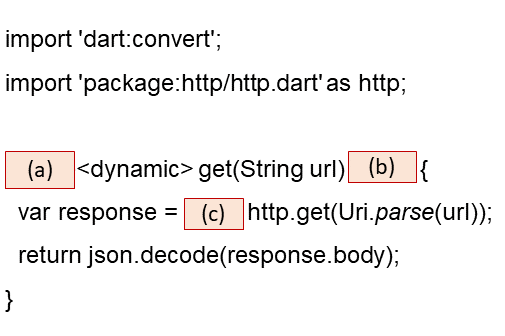 import 'dart:convert';
import 'package:http/http.dart' as http;
(a) <dynamic> get(String url) (b) {
var response = (c) http.get(Uri.parse(url));
return json.decode(response.body);
}